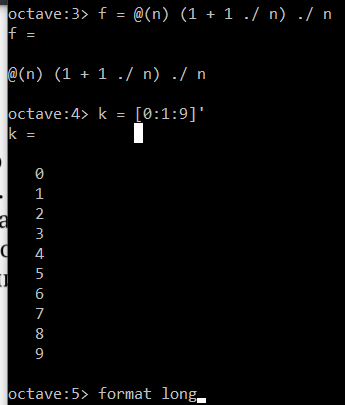 octave:3> f = @(n) (1 + 1 ./ n) ./ n
f =
@(n) (1 + 1 ./ n) ./ n
octave:4> k = [0:1:9]'
k =
0
1
2
3
4
5
6
7
8
9
octave:5> format long